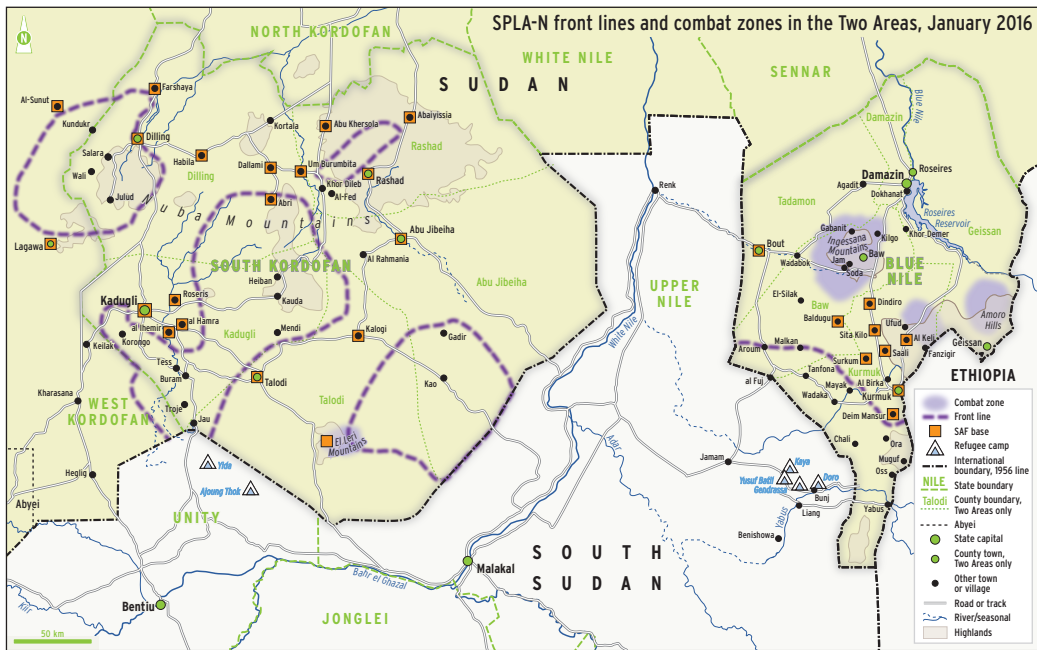 SPLA-N front lines and combat zones in the Two Areas, January 2016
N
NORTH KORDOFAN
WHITE NILE
SENNAR
SUDAN
Farshaya
Al-Sunut
Kundukr
Dilling
Salara
Wali
Julud
Habila
Dilling
Kortala
Abu Khersola
Abaiyissia
Dallami
Um Burumbita
Rashad
Rashad
Khor Dileb
Al-Fed
Abri
Nuba Mountains
Lagawa
Abu Jibeiha
Al Rahmania
SOUTH KORDOFAN
Abu Jibeiha
Heiban
Kauda
Roseris
Kadugli
al Hamra
al Ihemir
Kadugli
Mendi
Kalogi
Gadir
Korongo
Keilak
Tess
Buram
Talodi
Kao
Kharasana
WEST
KORDOFAN
Troje
Jau
Talodi
El Leri
Mountains
Heglig
Abyei
Yida
Ajoung Thok
UNITY
Bentiu
Kiir
Bahr el Ghazal
Malakal
JONGLEI
SOUTH
SUDAN
50 km
UPPER
NILE
Renk
White Nile
Adar
Jamam
Kaya
Yusuf Batil
Gendrassa
Doro
Bunj
Liang
Yabus
Benishowa
Yabus
Blue Nile
Damazin
Roseires
Damazin
Agadit
Dokhanat
Tadamon
Roseires
Reservoir
Geissan
Gabanit
Ingessana
Mountains
Kilgo
Khor Demer
Bout
Wadabok
Jam
Soda
Baw
BLUE
NILE
El-Silak
Baw
Dindiro
Baldugu
Sita Kilo
Ufud
Amoro
Hills
Geissan
Aroum
Malkan
Surkum
Saali
Al Keli
Fanzigir
Kurmuk
al Fuj
Tanfona
Mayak
Al Birka
Wadaka
Kurmuk
Deim Mansur
Chali
Ora
Muguf
Oss
ETHIOPIA
Combat zone
Front line
SAF base
Refugee camp
International
boundary, 1956 line
NILE State boundary
Talodi County boundary,
Two Areas only
Abyei
State capital
County town,
Two Areas only
Other town
or village
Road or track
River/seasonal
Highlands